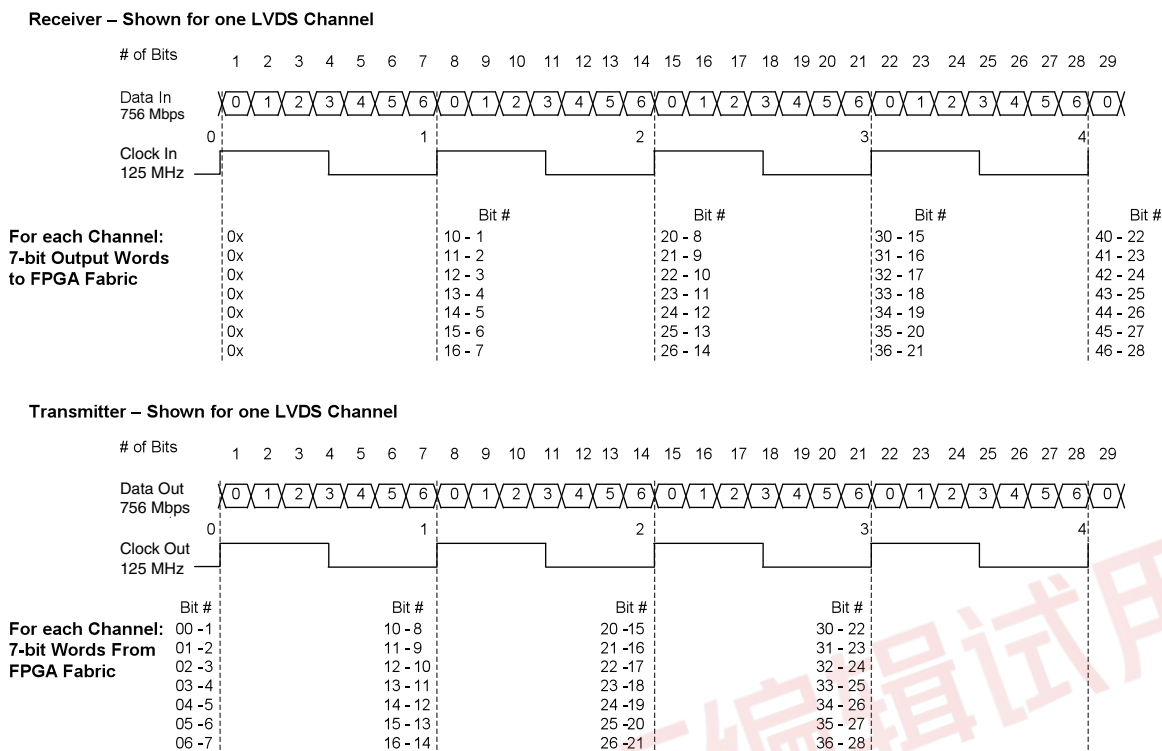 Receiver – Shown for one LVDS Channel
# of Bits 1 2 3 4 5 6 7 8 9 10 11 12 13 14 15 16 17 18 19 20 21 22 23 24 25 26 27 28 29
Data In 0 1 2 3 4 5 6 0 1 2 3 4 5 6 0 1 2 3 4 5 6 0 1 2 3 4 5 6 0
756 Mbps
0 1 2 3 4
Clock In
125 MHz
Bit # Bit # Bit # Bit #
For each Channel: 0x 10 - 1 20 - 8 30 - 15 40 - 22
7-bit Output Words 0x 11 - 2 21 - 9 31 - 16 41 - 23
to FPGA Fabric 0x 12 - 3 22 - 10 32 - 17 42 - 24
0x 13 - 4 23 - 11 33 - 18 43 - 25
0x 14 - 5 24 - 12 34 - 19 44 - 26
0x 15 - 6 25 - 13 35 - 20 45 - 27
0x 16 - 7 26 - 14 36 - 21 46 - 28
Transmitter – Shown for one LVDS Channel
# of Bits 1 2 3 4 5 6 7 8 9 10 11 12 13 14 15 16 17 18 19 20 21 22 23 24 25 26 27 28 29
Data Out 0 1 2 3 4 5 6 0 1 2 3 4 5 6 0 1 2 3 4 5 6 0 1 2 3 4 5 6 0
756 Mbps
0 1 2 3 4
Clock Out
125 MHz
Bit # Bit # Bit # Bit #
For each Channel: 00 -1 10 - 8 20 -15 30 - 22
7-bit Words From 01 -2 11 - 9 21 -16 31 - 23
FPGA Fabric 02 -3 12 - 10 22 -17 32 - 24
03 -4 13 - 11 23 -18 33 - 25
04 -5 14 - 12 24 -19 34 - 26
05 -6 15 - 13 25 -20 35 - 27
06 -7 16 - 14 26 -21 36 - 28
编辑试用